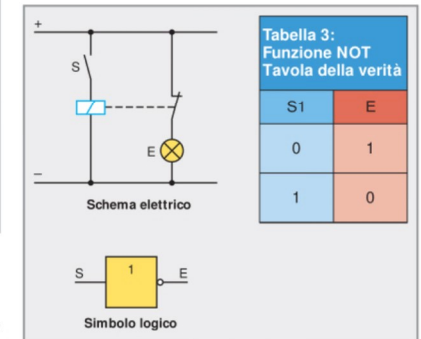 +
S
E
–
Schema elettrico
Tabella 3:
Funzione NOT
Tavola della verità
S1 E
0 1
1 0
S 1 E
Simbolo logico